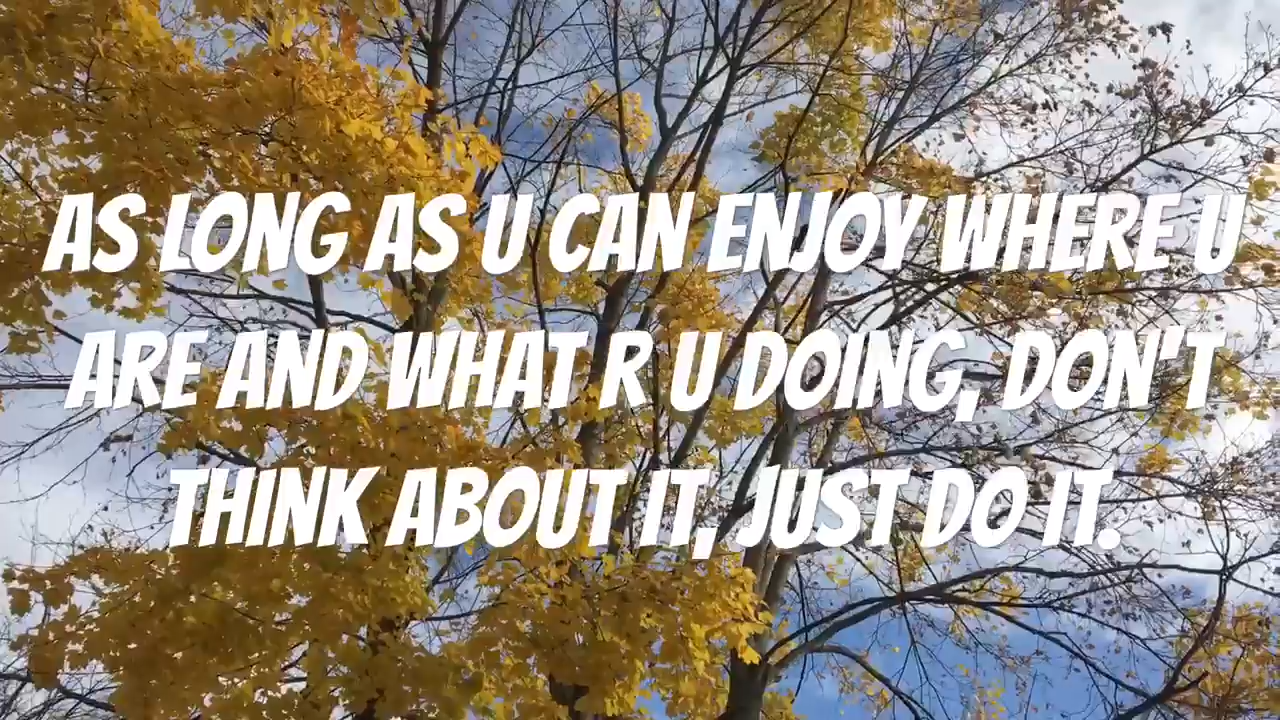 AS LONG AS U CAN ENJOY WHERE U
ARE AND WHAT R U DOING, DON'T
THINK ABOUT IT, JUST DO IT.